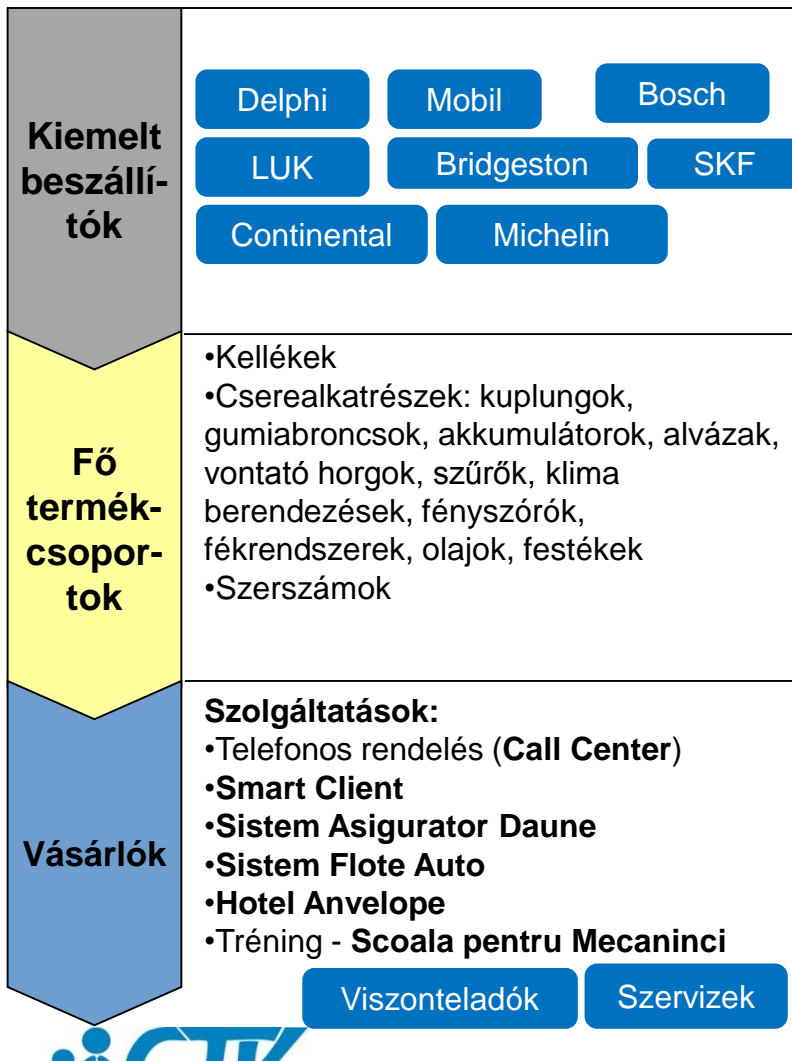 Kiemelt
beszállí-
tók
Delphi Mobil Bosch
LUK Bridgeston SKF
Continental Michelin
Fő
termék-
csopor-
tok
•Kellékek
•Cserealkatrészek: kuplungok,
gumiabroncsok, akkumulátorok, alvázak,
vontató horgok, szűrők, klima
berendezések, fényszórók,
fékrendszerek, olajok, festékek
•Szerszámok
Vásárlók
Szolgáltatások:
•Telefonos rendelés (Call Center)
•Smart Client
•Sistem Asigurator Daune
•Sistem Flote Auto
•Hotel Anvelope
•Tréning - Scoala pentru Mecaninci
Viszonteladók Szervizek